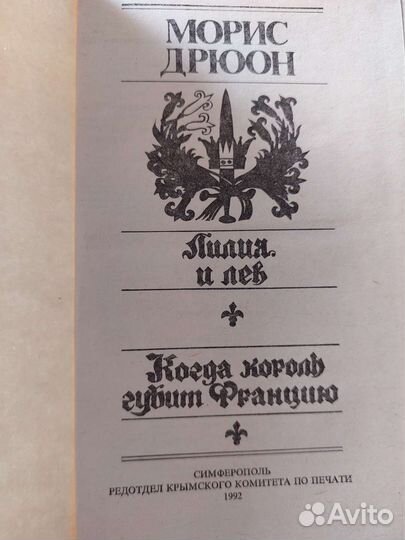 МОРИС
ДРЮОН
Лилия
и лев
Когда король
губит Францию
СИМФЕРОПОЛЬ
РЕДОТДЕЛ КРЫМСКОГО КОМИТЕТА ПО ПЕЧАТИ
1992
Avito